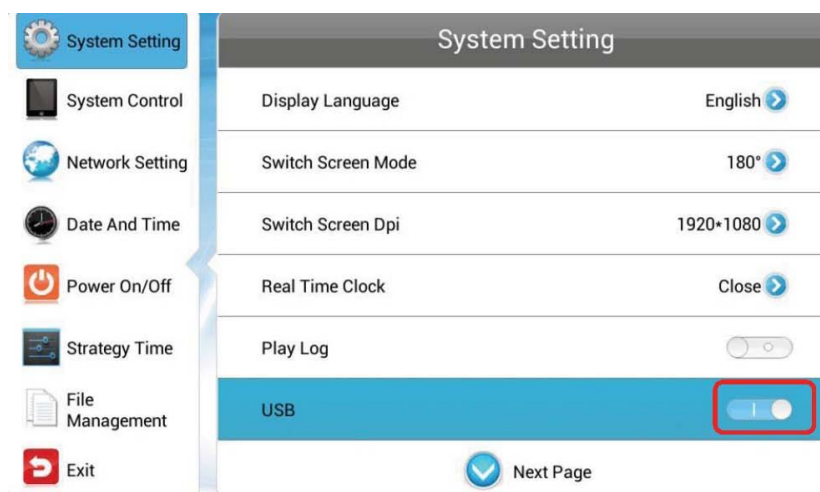 System Setting
System Control
Network Setting
Date And Time
Power On/Off
Strategy Time
File
Management
Exit
System Setting
Display Language English
Switch Screen Mode 180°
Switch Screen Dpi 1920*1080
Real Time Clock Close
Play Log
USB
Next Page